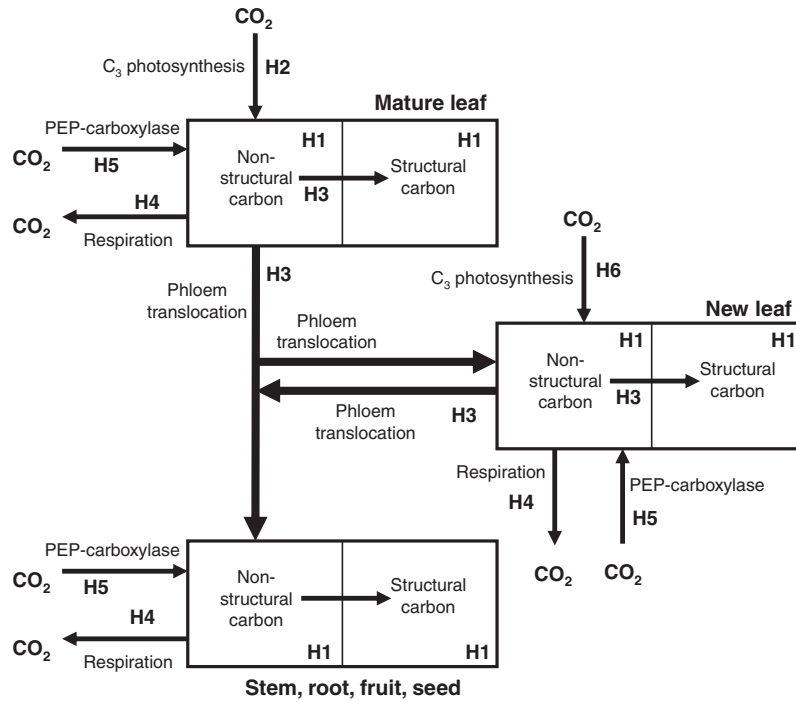 CO2
C3 photosynthesis
H2
Mature leaf
PEP-carboxylase
CO2
H5
H1
H1
Non-
structural
carbon
H3
Structural
carbon
H4
CO2
Respiration
H3
Phloem
translocation
CO2
C3 photosynthesis
H6
New leaf
Phloem
translocation
H1
H1
Non-
structural
carbon
H3
Structural
carbon
Phloem
translocation
H3
Respiration
H4
PEP-carboxylase
H5
CO2
CO2
PEP-carboxylase
CO2
H5
Non-
structural
carbon
Structural
carbon
H4
CO2
Respiration
H1
H1
Stem, root, fruit, seed